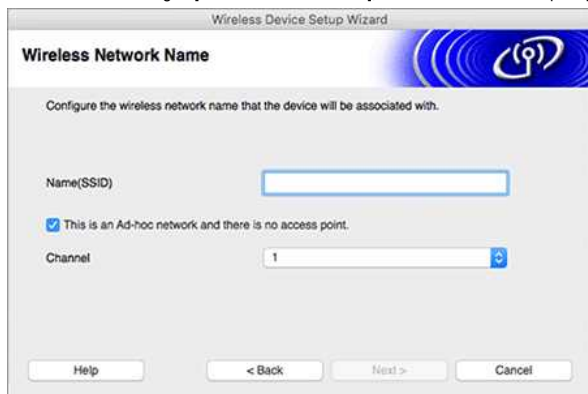 Wireless Device Setup Wizard
Wireless Network Name
Configure the wireless network name that the device will be associated with.
Name(SSID)
This is an Ad-hoc network and there is no access point.
Channel
1
Help
< Back
Next >
Cancel